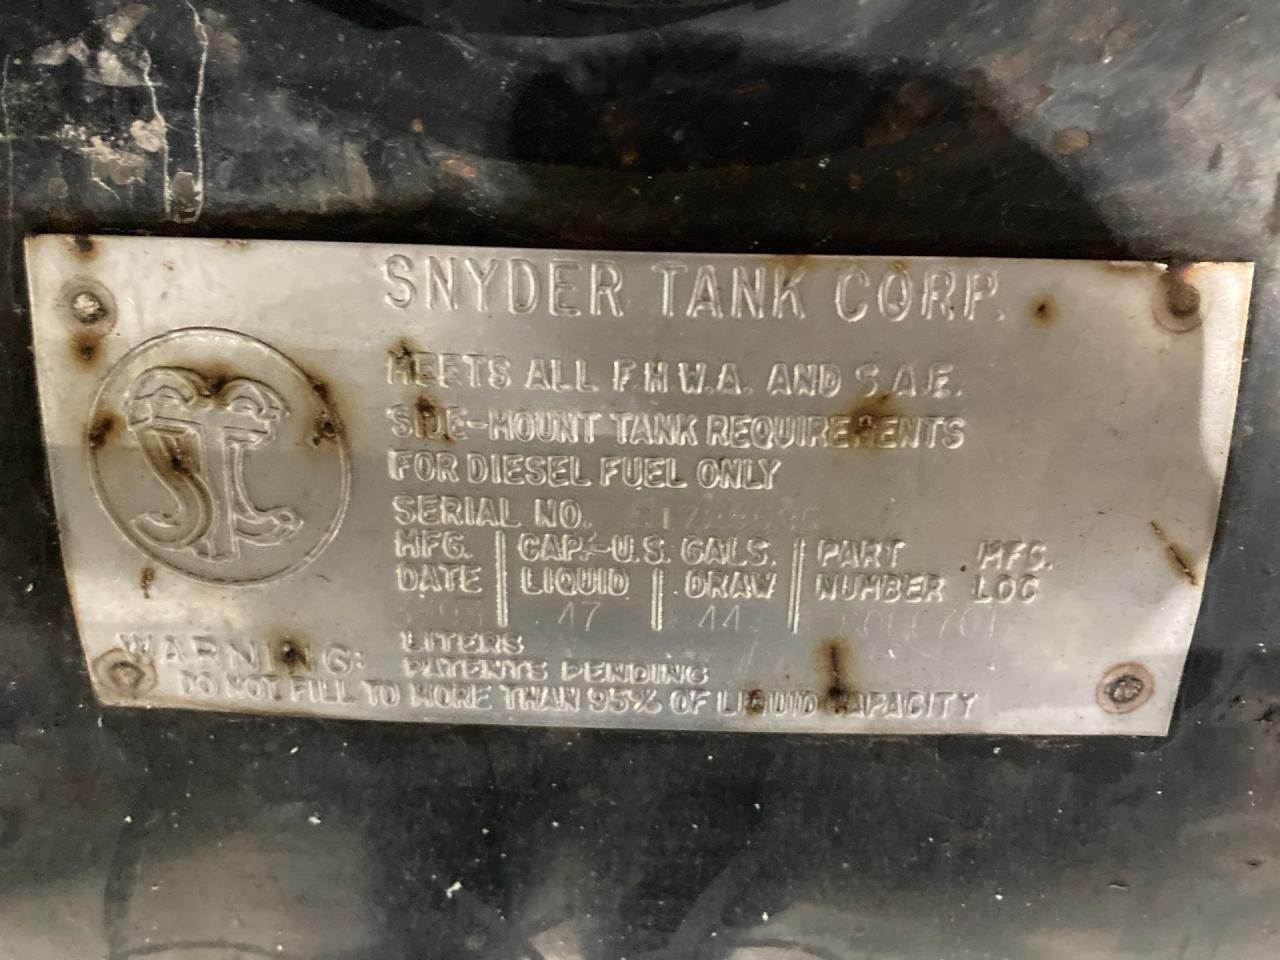 SNYDER TANK CORP.
MEETS ALL F.H.W.A. AND S.A.E.
SIDE-MOUNT TANK REQUIREMENTS
FOR DIESEL FUEL ONLY
SERIAL NO.
MFG. DATE CAP.-U.S. GALS. LIQUID DRAW PART NUMBER MFG. LOC
47 44
LITERS
WARNING: PATENTS PENDING
DO NOT FILL TO MORE THAN 95% OF LIQUID CAPACITY